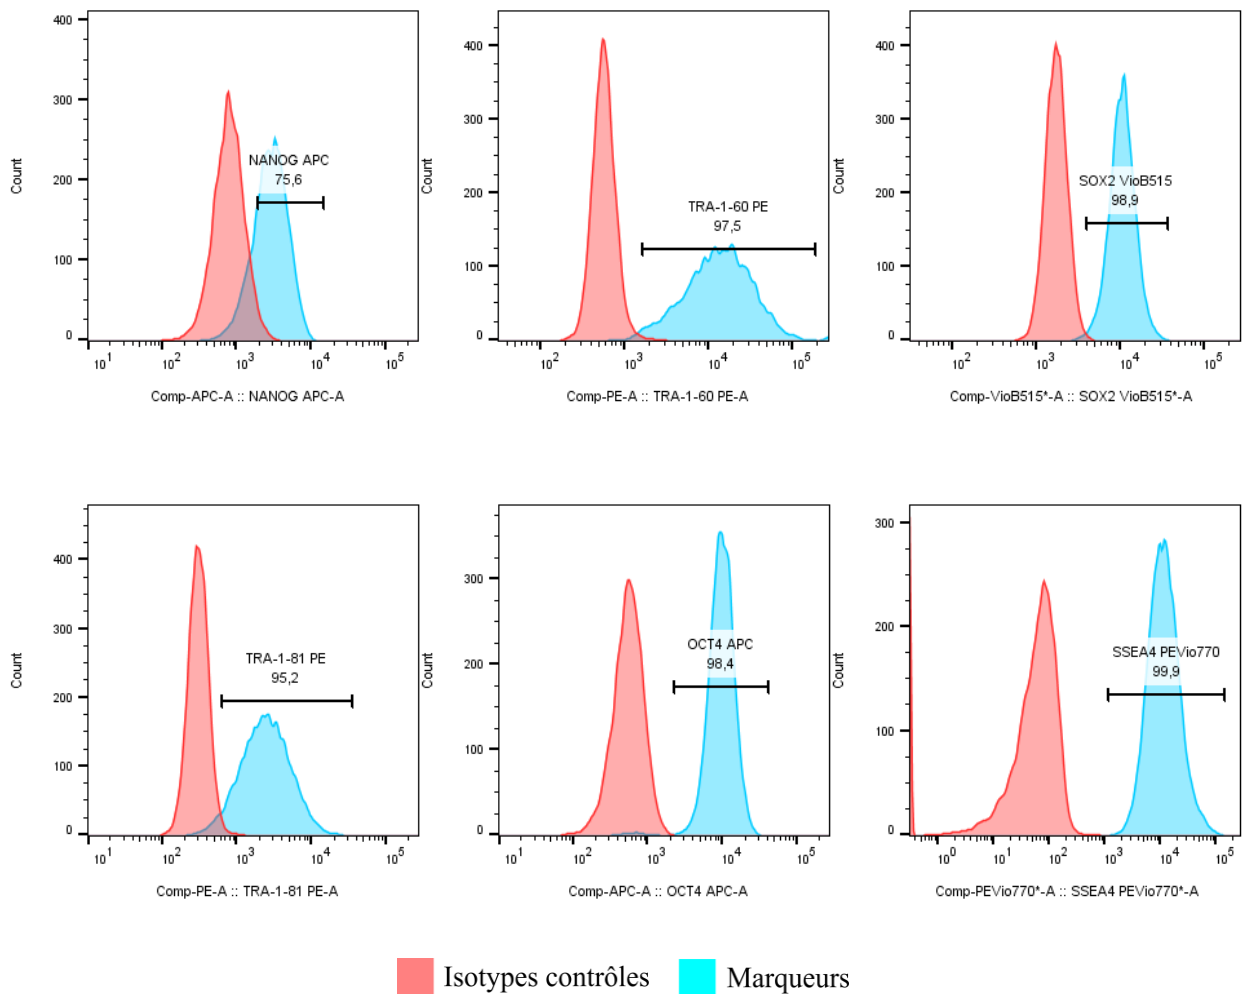 400
300
200
100
0
Count
NANOG APC
75,6
10^1 10^2 10^3 10^4 10^5
Comp-APC-A :: NANOG APC-A
400
300
200
100
0
Count
TRA-1-60 PE
97,5
10^2 10^3 10^4 10^5
Comp-PE-A :: TRA-1-60 PE-A
400
300
200
100
0
Count
SOX2 VioB515
98,9
10^2 10^3 10^4 10^5
Comp-VioB515*-A :: SOX2 VioB515*-A
400
300
200
100
0
Count
TRA-1-81 PE
95,2
10^1 10^2 10^3 10^4 10^5
Comp-PE-A :: TRA-1-81 PE-A
300
200
100
0
Count
OCT4 APC
98,4
10^1 10^2 10^3 10^4 10^5
Comp-APC-A :: OCT4 APC-A
300
200
100
0
Count
SSEA4 PEVio770
99,9
10^0 10^1 10^2 10^3 10^4 10^5
Comp-PEVio770*-A :: SSEA4 PEVio770*-A
Isotypes contrôles Marqueurs